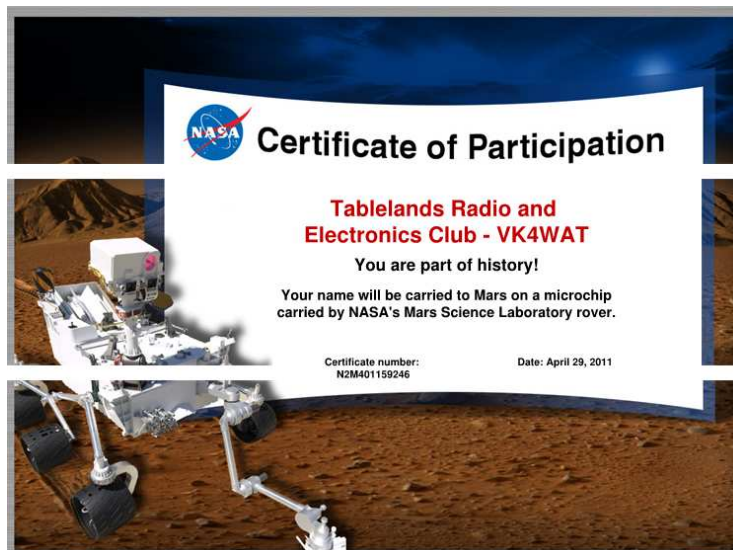 NASA
Certificate of Participation
Tablelands Radio and
Electronics Club - VK4WAT
You are part of history!
Your name will be carried to Mars on a microchip
carried by NASA's Mars Science Laboratory rover.
Certificate number:
N2M401159246
Date: April 29, 2011